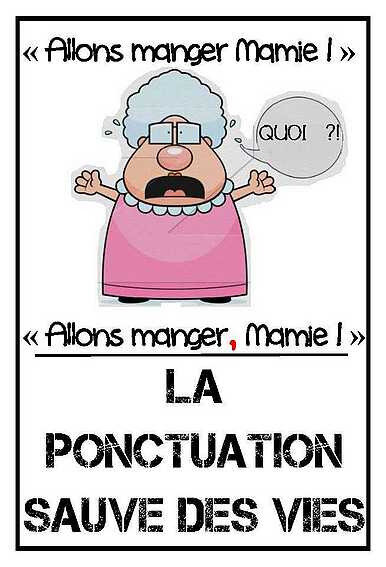 « Allons manger Mamie ! »
QUOI ?!
« Allons manger, Mamie ! »
LA
PONCTUATION
SAUVE DES VIES